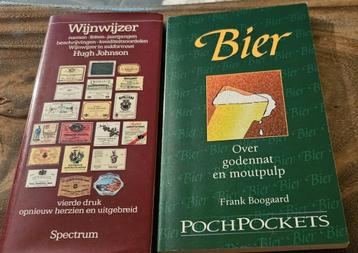 Wijnwijzer
namen · feiten · jaargangen
beschrijvingen · kwaliteitsoordelen
Wijnwijzer in zakformaat
Hugh Johnson
vierde druk
opnieuw herzien en uitgebreid
Spectrum
Bier
Over
godennat
en moutpulp
Frank Boogaard
POCHPOCKETS